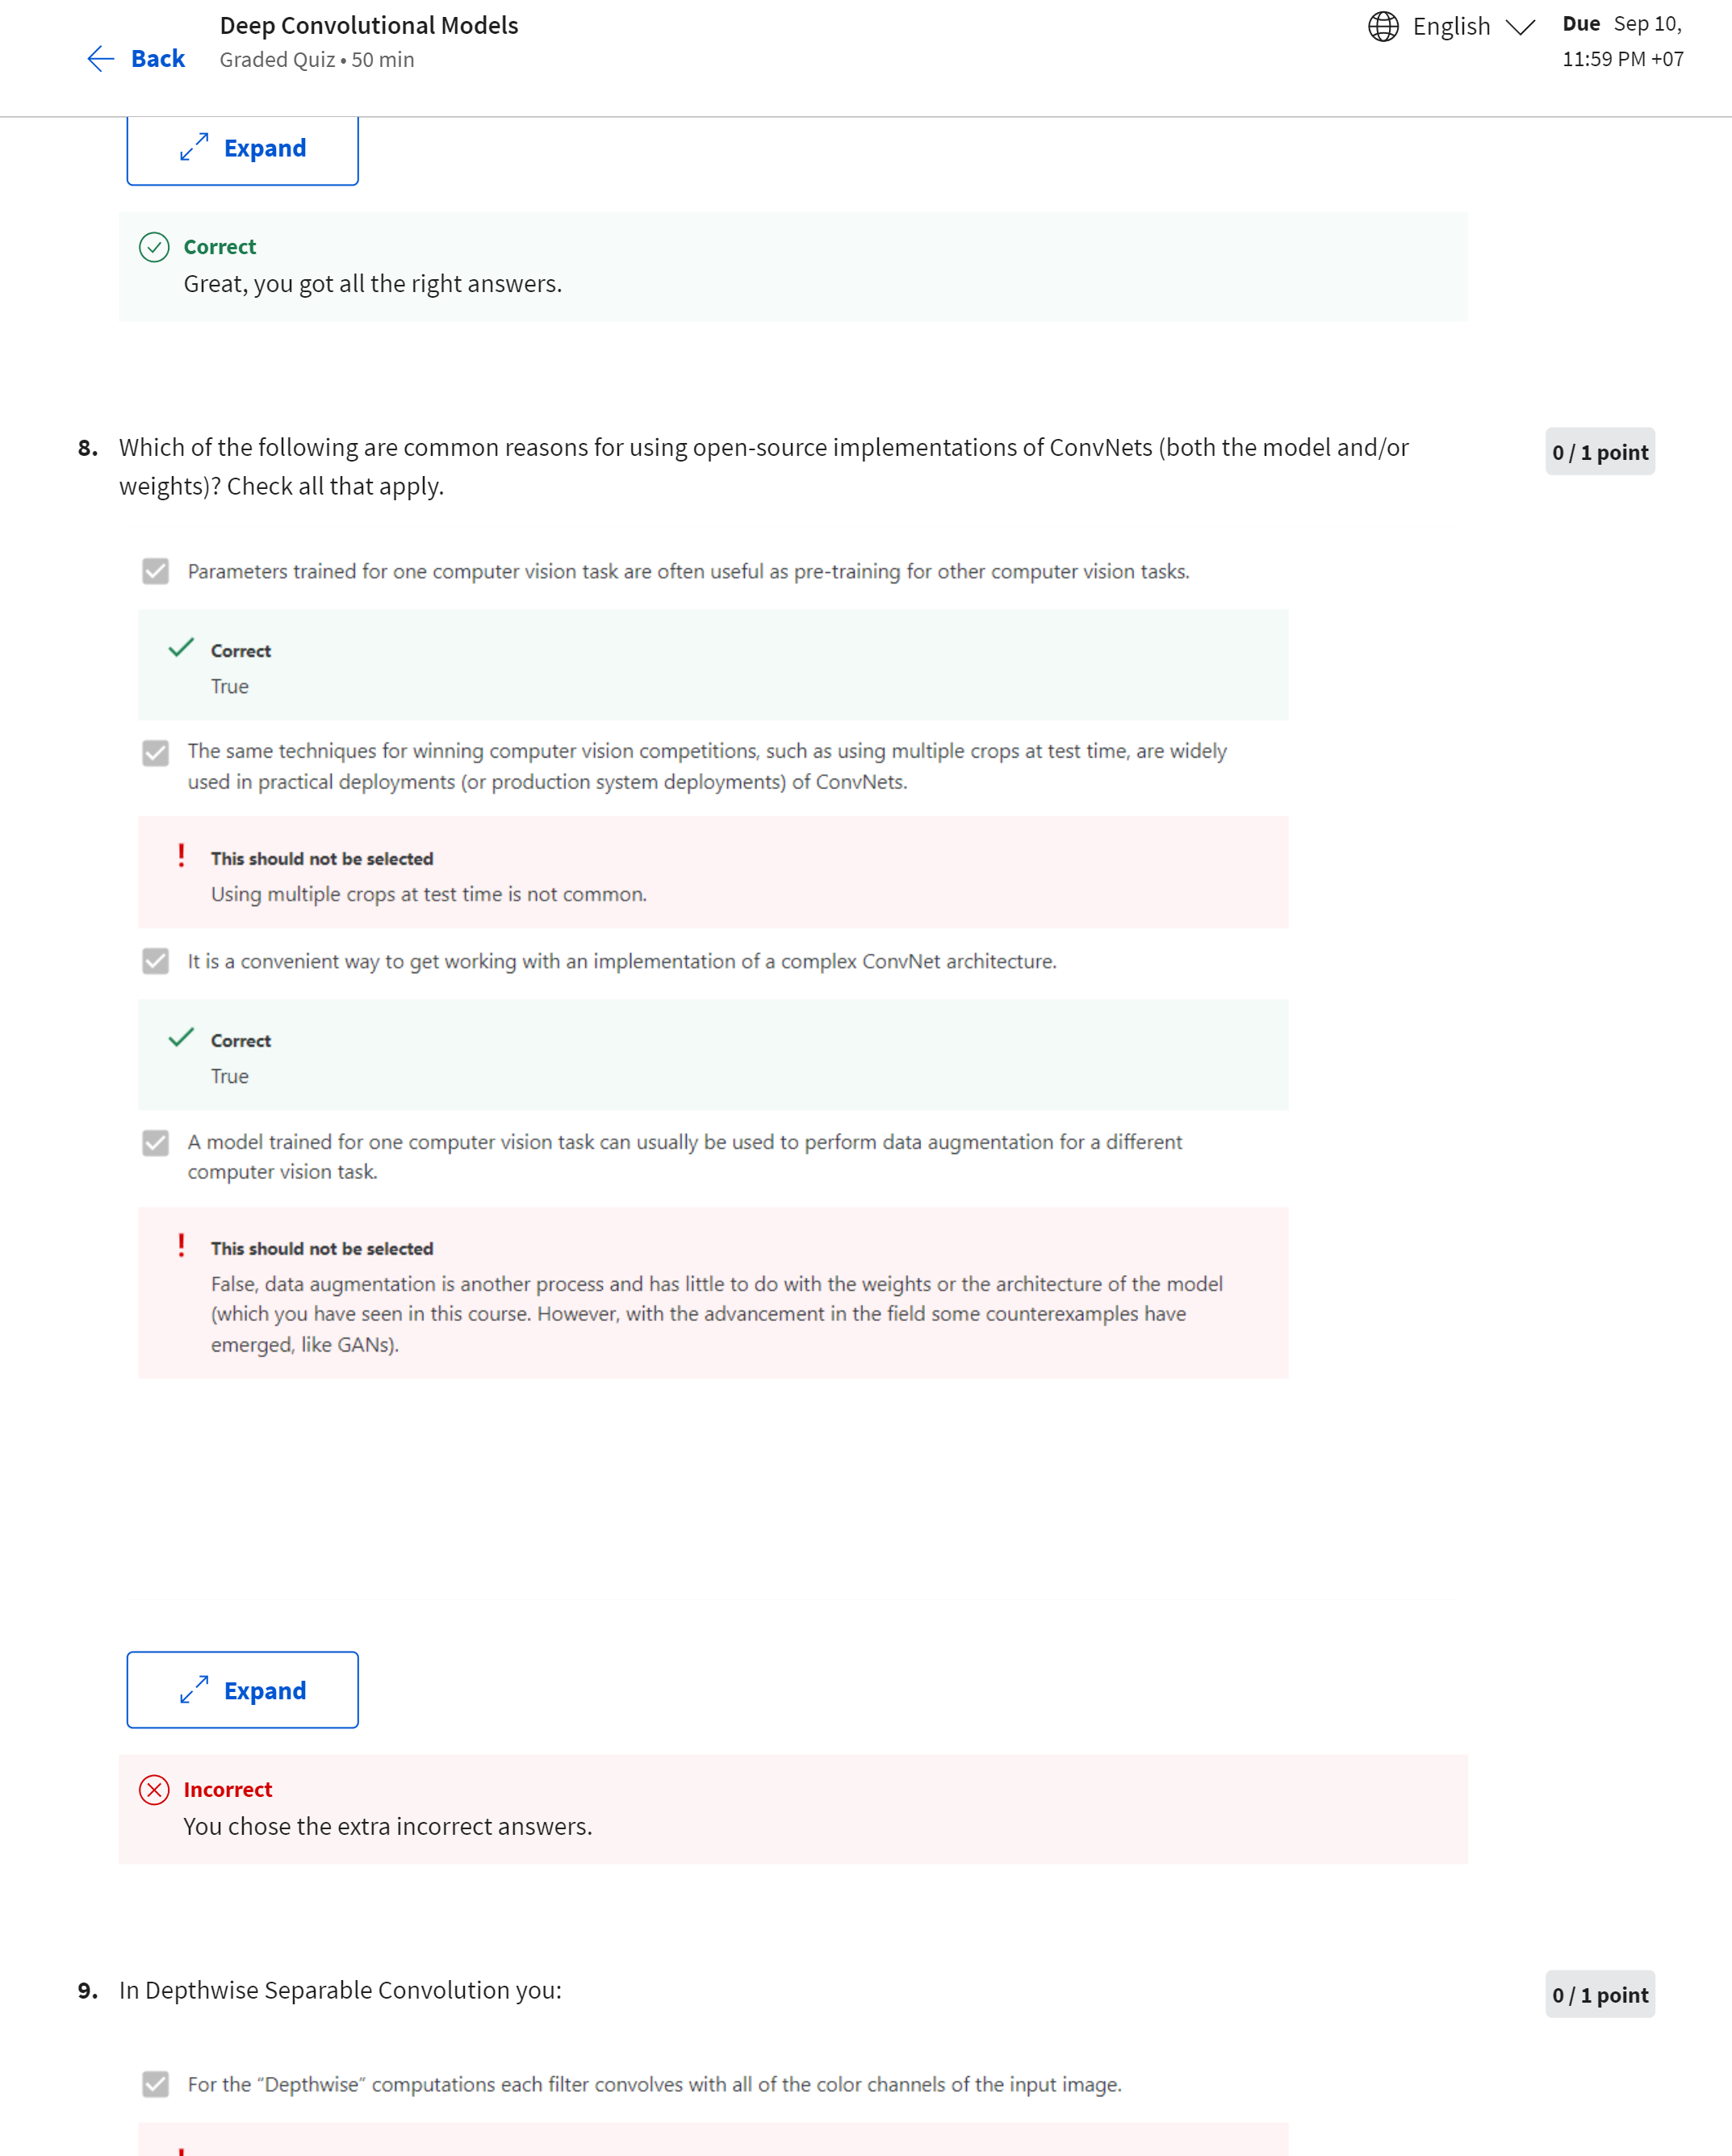 Back
Deep Convolutional Models
Graded Quiz • 50 min
English
Due Sep 10,
11:59 PM +07
Expand
Correct
Great, you got all the right answers.
8. Which of the following are common reasons for using open-source implementations of ConvNets (both the model and/or
weights)? Check all that apply.
0 / 1 point
Parameters trained for one computer vision task are often useful as pre-training for other computer vision tasks.
Correct
True
The same techniques for winning computer vision competitions, such as using multiple crops at test time, are widely
used in practical deployments (or production system deployments) of ConvNets.
This should not be selected
Using multiple crops at test time is not common.
It is a convenient way to get working with an implementation of a complex ConvNet architecture.
Correct
True
A model trained for one computer vision task can usually be used to perform data augmentation for a different
computer vision task.
This should not be selected
False, data augmentation is another process and has little to do with the weights or the architecture of the model
(which you have seen in this course. However, with the advancement in the field some counterexamples have
emerged, like GANs).
Expand
Incorrect
You chose the extra incorrect answers.
9. In Depthwise Separable Convolution you:
0 / 1 point
For the “Depthwise” computations each filter convolves with all of the color channels of the input image.